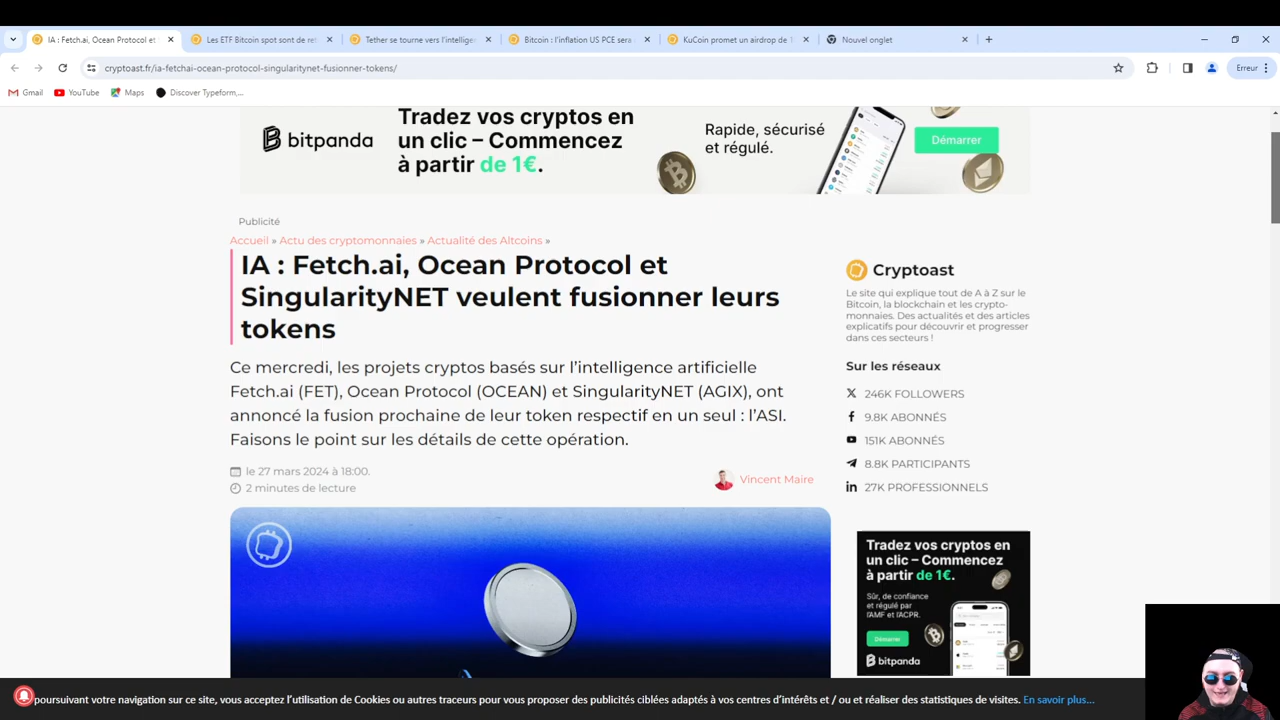 IA : Fetch.ai, Ocean Protocol et
Les ETF Bitcoin spot sont de re
Tether se tourne vers l'intellige
Bitcoin : l'inflation US PCE sera
KuCoin promet un airdrop de 1
Nouvel onglet
cryptoast.fr/ia-fetchai-ocean-protocol-singularitynet-fusionner-tokens/
Erreur
Gmail
YouTube
Maps
Discover Typeform,...
bitpanda
Tradez vos cryptos en
un clic – Commencez
à partir de 1€.
Rapide, sécurisé
et régulé.
Démarrer
Publicité
Accueil » Actu des cryptomonnaies » Actualité des Altcoins »
IA : Fetch.ai, Ocean Protocol et
SingularityNET veulent fusionner leurs
tokens
Ce mercredi, les projets cryptos basés sur l'intelligence artificielle
Fetch.ai (FET), Ocean Protocol (OCEAN) et SingularityNET (AGIX), ont
annoncé la fusion prochaine de leur token respectif en un seul : l'ASI.
Faisons le point sur les détails de cette opération.
le 27 mars 2024 à 18:00.
2 minutes de lecture
Vincent Maire
Cryptoast
Le site qui explique tout de A à Z sur le
Bitcoin, la blockchain et les crypto-
monnaies. Des actualités et des articles
explicatifs pour découvrir et progresser
dans ces secteurs !
Sur les réseaux
246K FOLLOWERS
9.8K ABONNÉS
151K ABONNÉS
8.8K PARTICIPANTS
27K PROFESSIONNELS
Tradez vos cryptos en
un clic – Commencez
à partir de 1€.
Sûr, de confiance
et régulé par
l'AMF et l'ACPR.
Démarrer
bitpanda
poursuivant votre navigation sur ce site, vous acceptez l'utilisation de Cookies ou autres traceurs pour vous proposer des publicités ciblées adaptés à vos centres d'intérêts et / ou et réaliser des statistiques de visites. En savoir plus...